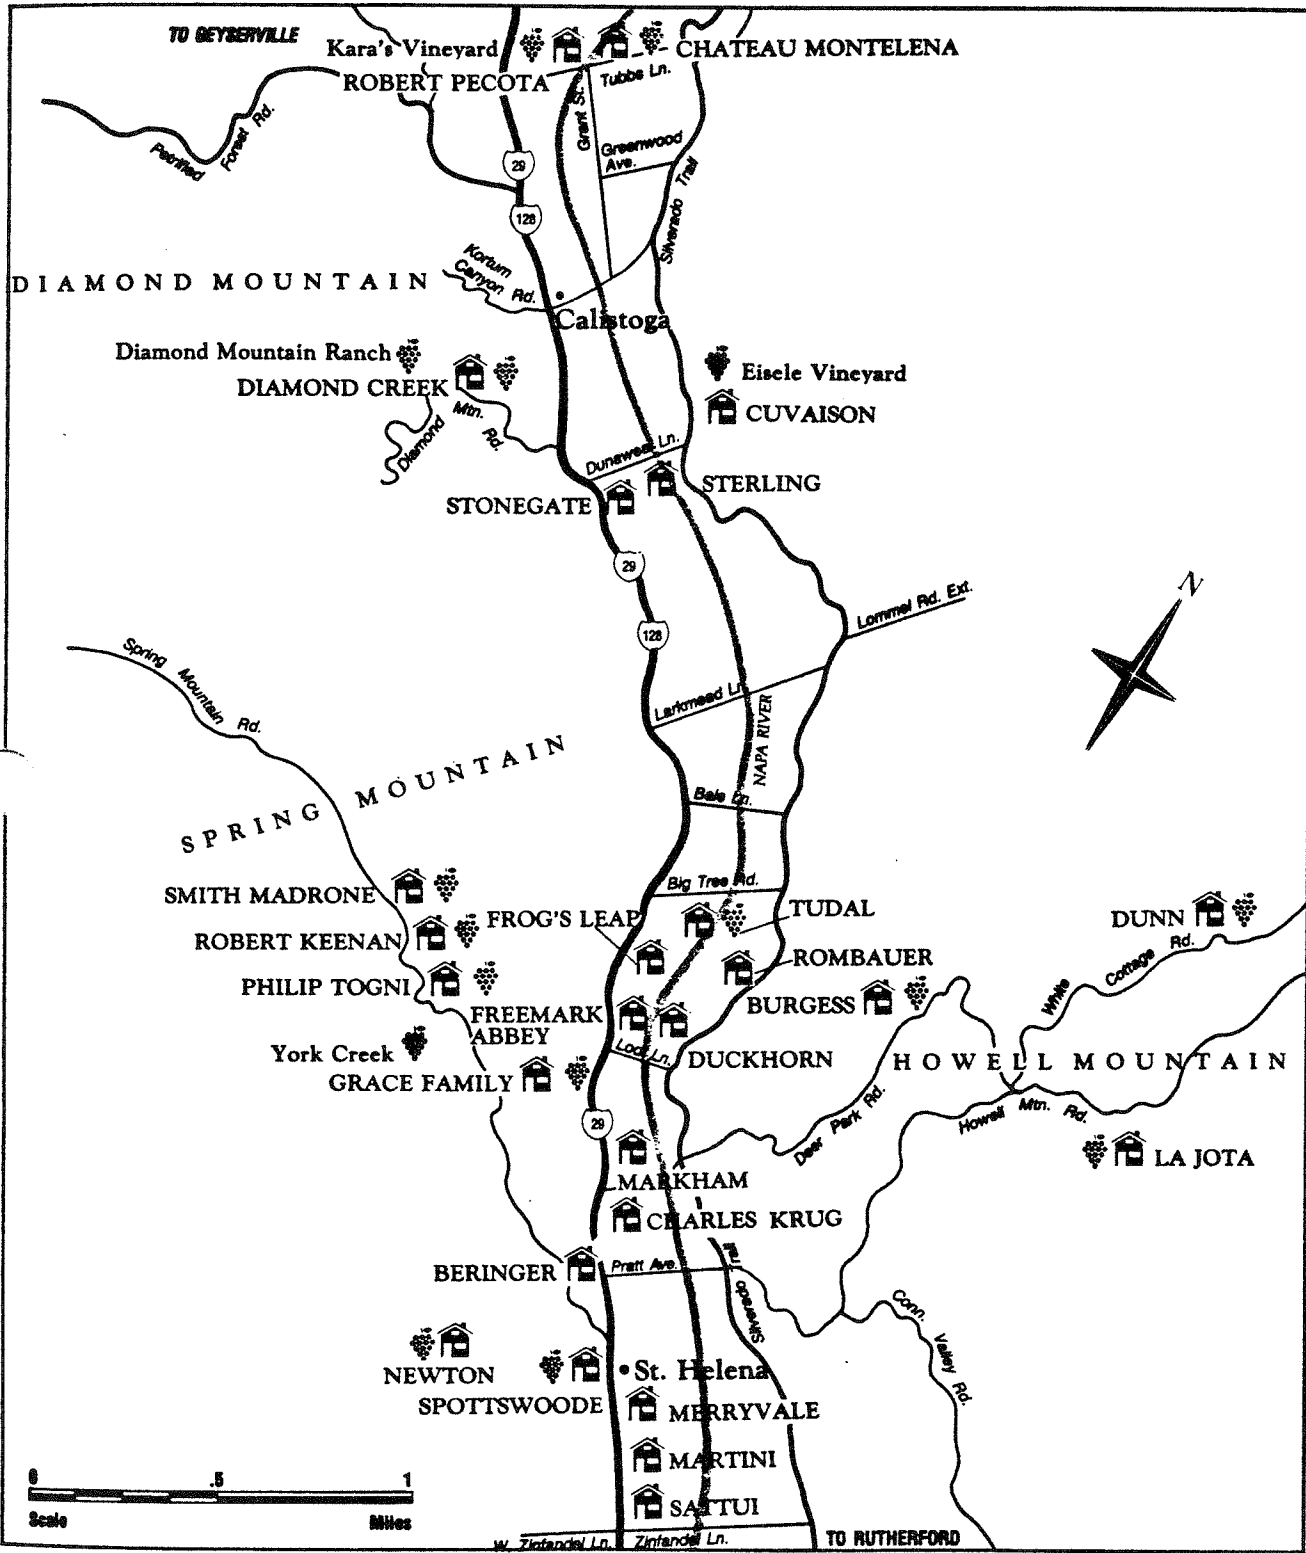 TO GEYSERVILLE
Kara's Vineyard
CHATEAU MONTELENA
ROBERT PECOTA
Tubbs Ln.
Grant St.
Petrified Forest Rd.
Greenwood
Ave.
29
Silverado Trail
128
Kortum
Canyon Rd.
DIAMOND MOUNTAIN
Calistoga
Diamond Mountain Ranch
DIAMOND CREEK
Eisele Vineyard
CUVAISON
Diamond Mtn. Rd.
Dunaweal Ln.
STERLING
STONEGATE
29
N
Lommel Rd. Ext.
128
Spring Mountain Rd.
Larkmead Ln.
NAPA RIVER
SPRING MOUNTAIN
Bale Ln.
Big Tree Rd.
SMITH MADRONE
FROG'S LEAP
TUDAL
DUNN
ROBERT KEENAN
ROMBAUER
White Cottage Rd.
PHILIP TOGNI
BURGESS
FREEMARK
ABBEY
York Creek
Lodi Ln.
DUCKHORN
HOWELL MOUNTAIN
GRACE FAMILY
29
Deer Park Rd.
Howell Mtn. Rd.
LA JOTA
MARKHAM
CHARLES KRUG
BERINGER
Pratt Ave.
Silverado Trail
Conn. Valley Rd.
NEWTON
St. Helena
SPOTTSWOODE
MERRYVALE
MARTINI
SATTUI
0 .5 1
Scale Miles
W. Zinfandel Ln. Zinfandel Ln.
TO RUTHERFORD